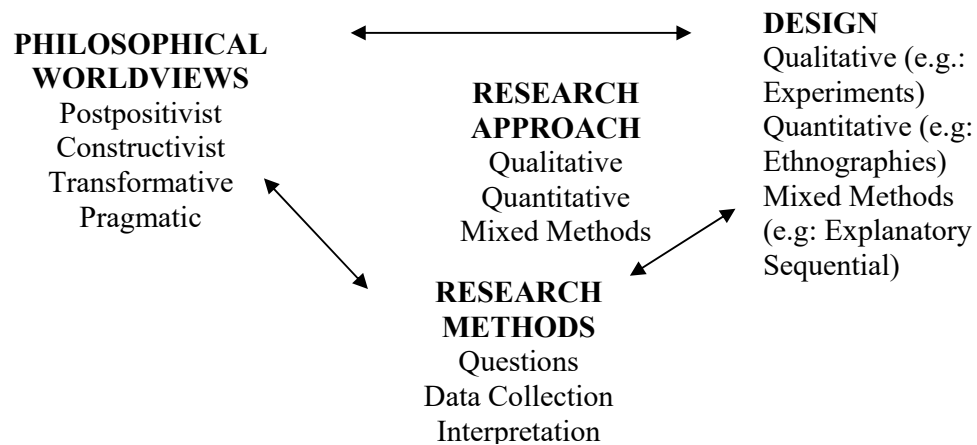 PHILOSOPHICAL
WORLDVIEWS
Postpositivist
Constructivist
Transformative
Pragmatic
RESEARCH
APPROACH
Qualitative
Quantitative
Mixed Methods
DESIGN
Qualitative (e.g.:
Experiments)
Quantitative (e.g:
Ethnographies)
Mixed Methods
(e.g: Explanatory
Sequential)
RESEARCH
METHODS
Questions
Data Collection
Interpretation